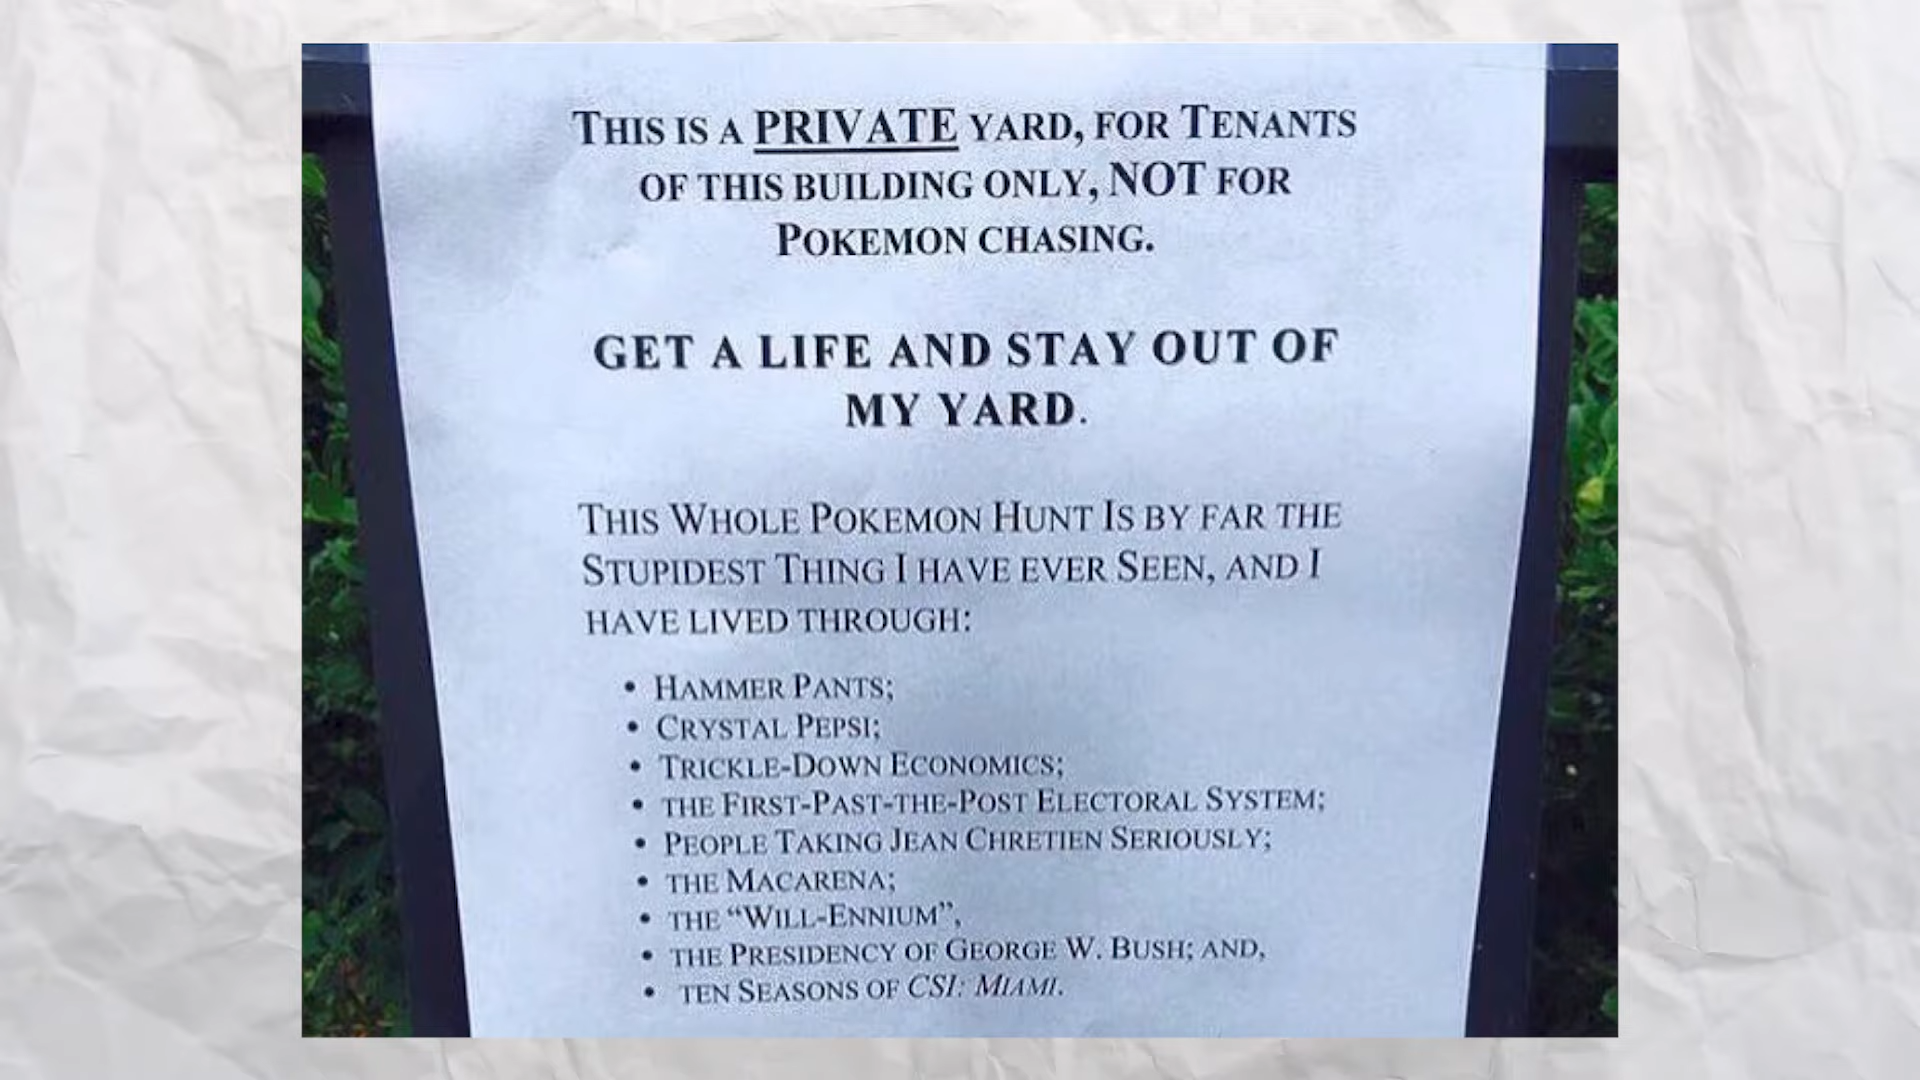 THIS IS A PRIVATE YARD, FOR TENANTS
OF THIS BUILDING ONLY, NOT FOR
POKEMON CHASING.
GET A LIFE AND STAY OUT OF
MY YARD.
THIS WHOLE POKEMON HUNT IS BY FAR THE
STUPIDEST THING I HAVE EVER SEEN, AND I
HAVE LIVED THROUGH:
• HAMMER PANTS;
• CRYSTAL PEPSI;
• TRICKLE-DOWN ECONOMICS;
• THE FIRST-PAST-THE-POST ELECTORAL SYSTEM;
• PEOPLE TAKING JEAN CHRETIEN SERIOUSLY;
• THE MACARENA;
• THE “WILL-ENNIUM”,
• THE PRESIDENCY OF GEORGE W. BUSH; AND,
• TEN SEASONS OF CSI: MIAMI.